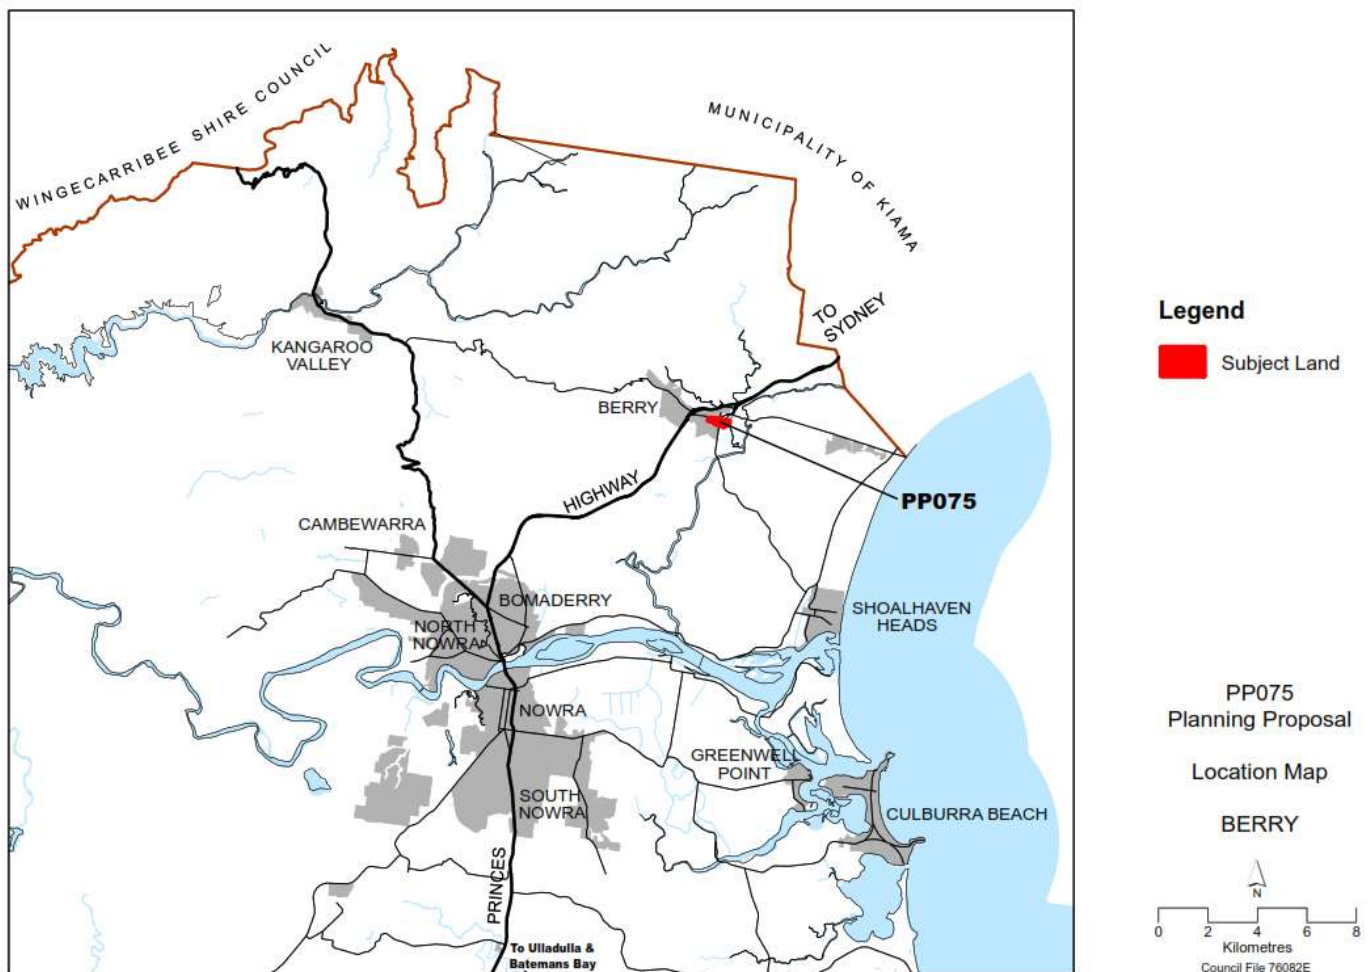 WINGECARRIBEE SHIRE COUNCIL
MUNICIPALITY OF KIAMA
TO
SYDNEY
KANGAROO
VALLEY
BERRY
HIGHWAY
PP075
CAMBEWARRA
BOMADERRY
NORTH
NOWRA
SHOALHAVEN
HEADS
NOWRA
GREENWELL
POINT
SOUTH
NOWRA
CULBURRA BEACH
PRINCES
To Ulladulla &
Batemans Bay
Legend
Subject Land
PP075
Planning Proposal
Location Map
BERRY
N
0 2 4 6 8
Kilometres
Council File 76082E